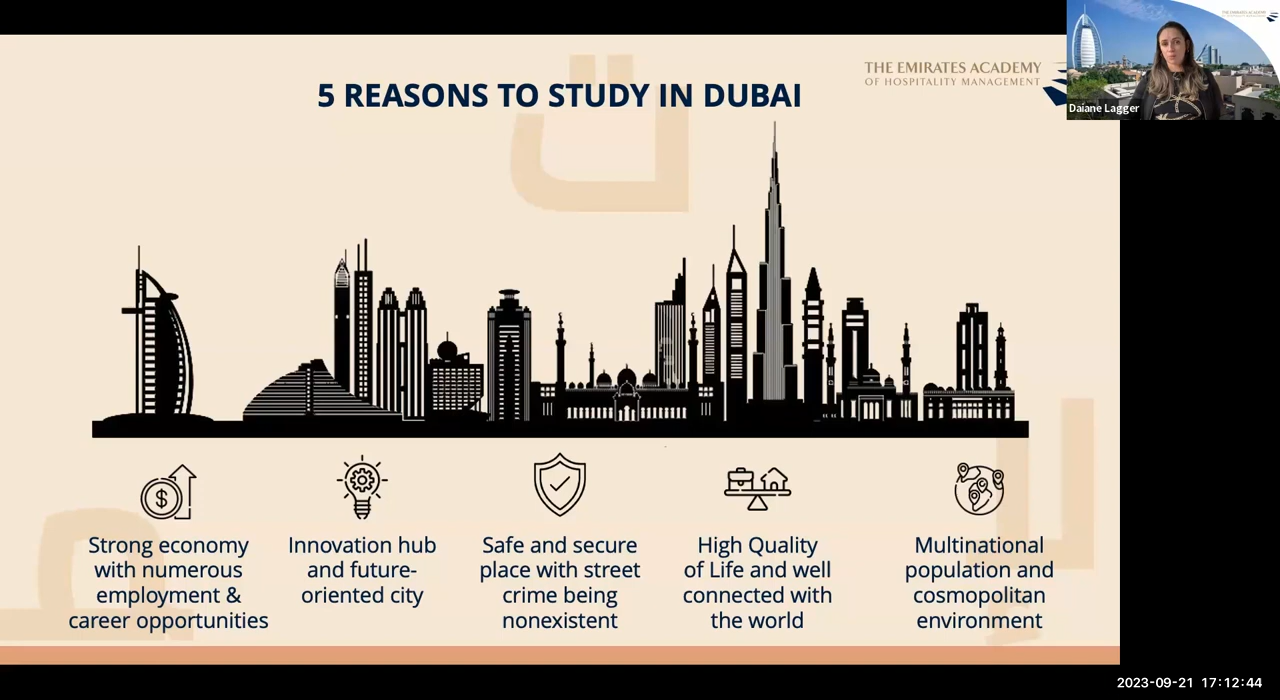 5 REASONS TO STUDY IN DUBAI
THE EMIRATES ACADEMY
OF HOSPITALITY MANAGEMENT
Daiane Lagger
Strong economy
with numerous
employment &
career opportunities
Innovation hub
and future-
oriented city
Safe and secure
place with street
crime being
nonexistent
High Quality
of Life and well
connected with
the world
Multinational
population and
cosmopolitan
environment
2023-09-21 17:12:44